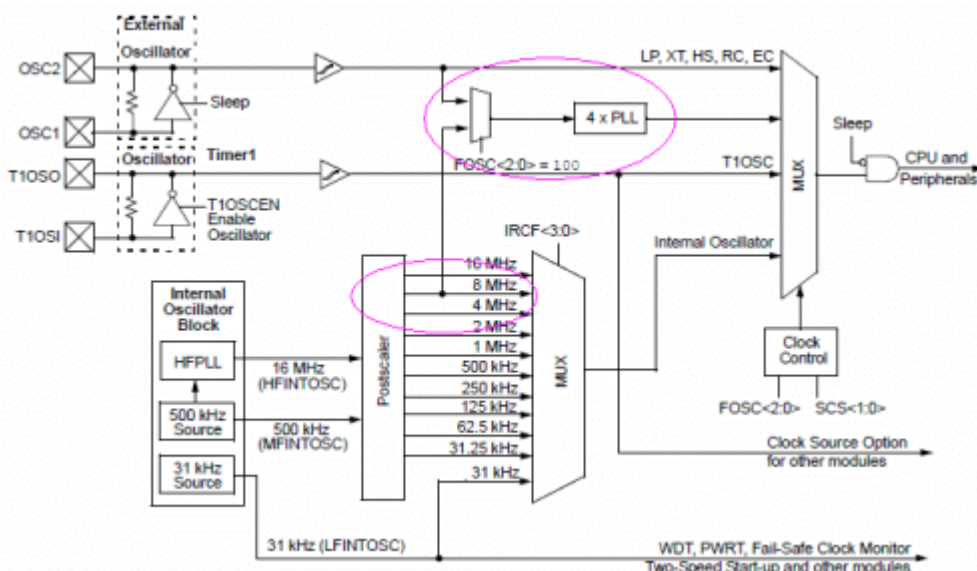 External
Oscillator
OSC2
Sleep
OSC1
LP, XT, HS, RC, EC
4 x PLL
FOSC<2:0> = 100
Oscillator
Timer1
T1OSO
T1OSCEN
Enable
Oscillator
T1OSI
T1OSC
Sleep
CPU and
Peripherals
MUX
IRCF<3:0>
Internal Oscillator
Internal
Oscillator
Block
HFPLL
16 MHz
(HFINTOSC)
500 kHz
Source
500 kHz
(MFINTOSC)
31 kHz
Source
Postscaler
16 MHz
8 MHz
4 MHz
2 MHz
1 MHz
500 kHz
250 kHz
125 kHz
62.5 kHz
31.25 kHz
31 kHz
MUX
Clock
Control
FOSC<2:0> SCS<1:0>
Clock Source Option
for other modules
31 kHz (LFINTOSC)
WDT, PWRT, Fail-Safe Clock Monitor
Two-Speed Start-up and other modules